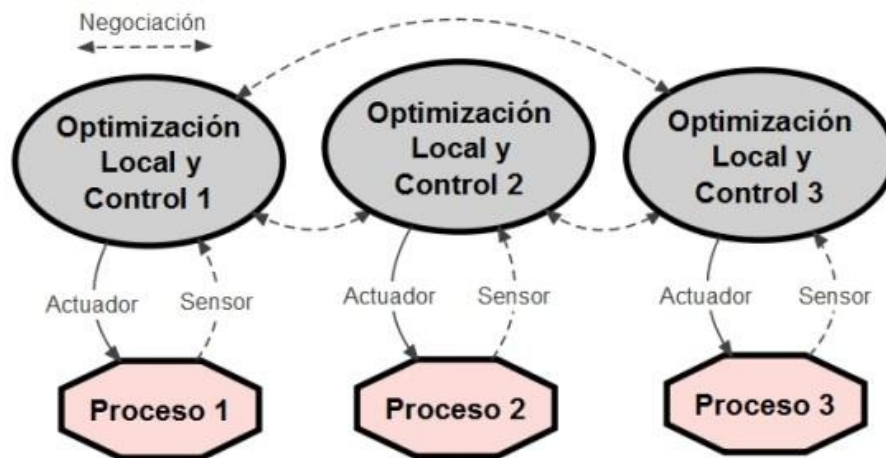 Negociación
Optimización
Local y
Control 1
Optimización
Local y
Control 2
Optimización
Local y
Control 3
Actuador
Sensor
Actuador
Sensor
Actuador
Sensor
Proceso 1
Proceso 2
Proceso 3